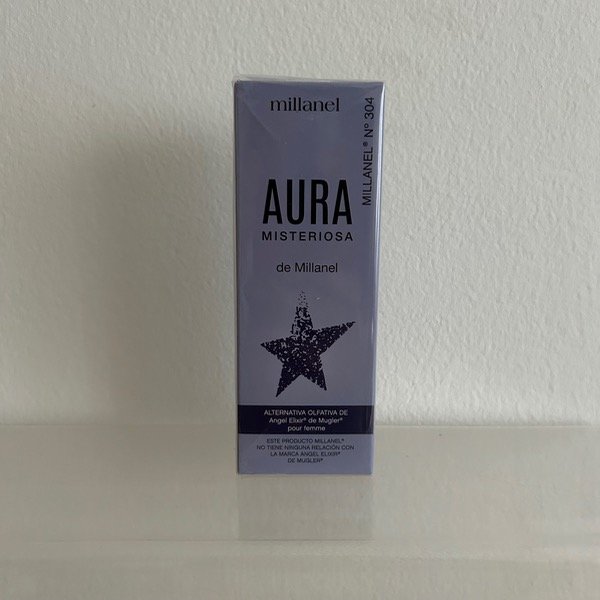 millanel
MILLANEL® Nº 304
AURA
MISTERIOSA
de Millanel
ALTERNATIVA OLFATIVA DE
Angel Elixir® de Mugler®
pour femme
ESTE PRODUCTO MILLANEL®
NO TIENE NINGUNA RELACIÓN CON
LA MARCA ANGEL ELIXIR®
DE MUGLER®